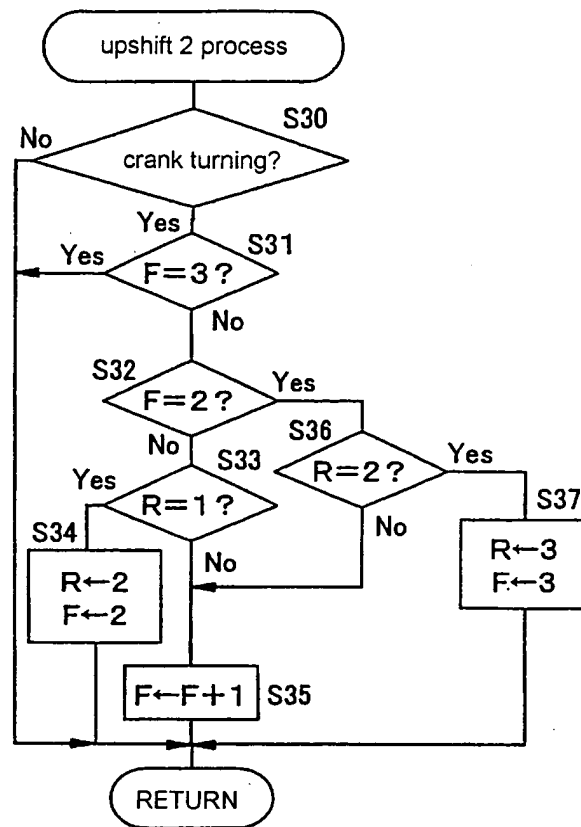 upshift 2 process
S30
No
crank turning?
Yes
S31
Yes
F=3?
No
S32
F=2?
Yes
No
S36
S33
Yes
R=2?
Yes
R=1?
S37
S34
No
No
R←3
F←3
R←2
F←2
F←F+1
S35
RETURN